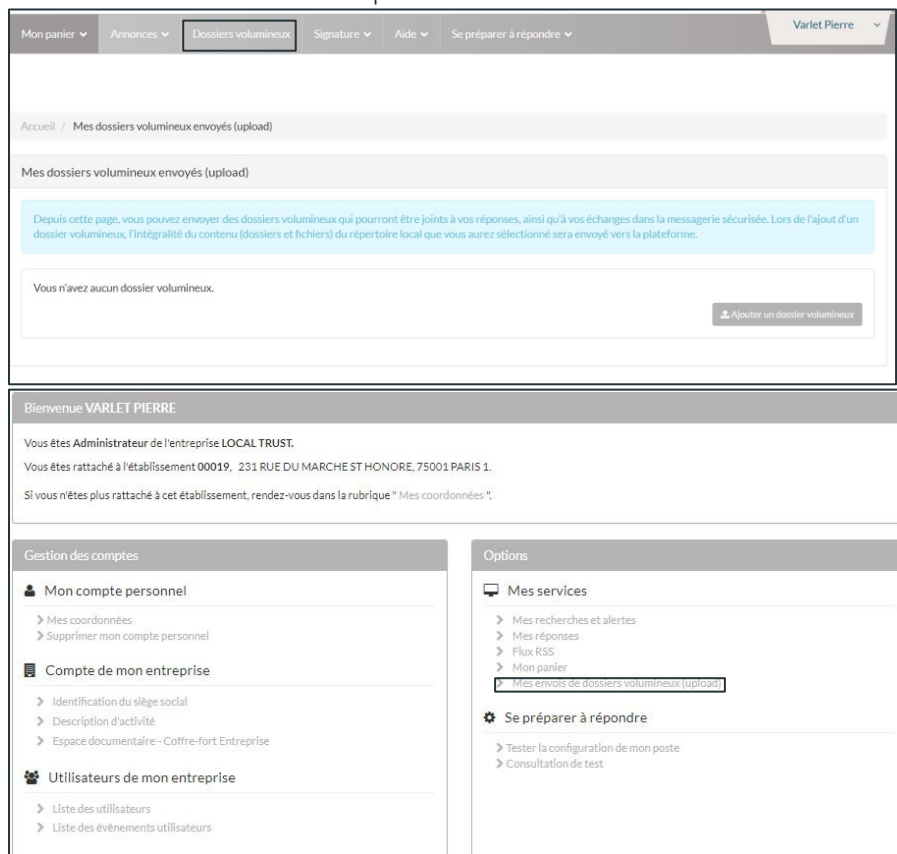 Mon panier Annonces Dossiers volumineux Signature Aide Se préparer à répondre Varlet Pierre
Accueil / Mes dossiers volumineux envoyés (upload)
Mes dossiers volumineux envoyés (upload)
Depuis cette page, vous pouvez envoyer des dossiers volumineux qui pourront être joints à vos réponses, ainsi qu'à vos échanges dans la messagerie sécurisée. Lors de l'ajout d'un
dossier volumineux, l'intégralité du contenu (dossiers et fichiers) du répertoire local que vous aurez sélectionné sera envoyé vers la plateforme.
Vous n'avez aucun dossier volumineux.
Ajouter un dossier volumineux
Bienvenue VARLET PIERRE
Vous êtes Administrateur de l'entreprise LOCAL TRUST.
Vous êtes rattaché à l'établissement 00019, 231 RUE DU MARCHE ST HONORE, 75001 PARIS 1.
Si vous n'êtes plus rattaché à cet établissement, rendez-vous dans la rubrique " Mes coordonnées ".
Gestion des comptes
Mon compte personnel
Mes coordonnées
Supprimer mon compte personnel
Compte de mon entreprise
Identification du siège social
Description d'activité
Espace documentaire - Coffre-fort Entreprise
Utilisateurs de mon entreprise
Liste des utilisateurs
Liste des évènements utilisateurs
Options
Mes services
Mes recherches et alertes
Mes réponses
Flux RSS
Mon panier
Mes envois de dossiers volumineux (upload)
Se préparer à répondre
Tester la configuration de mon poste
Consultation de test